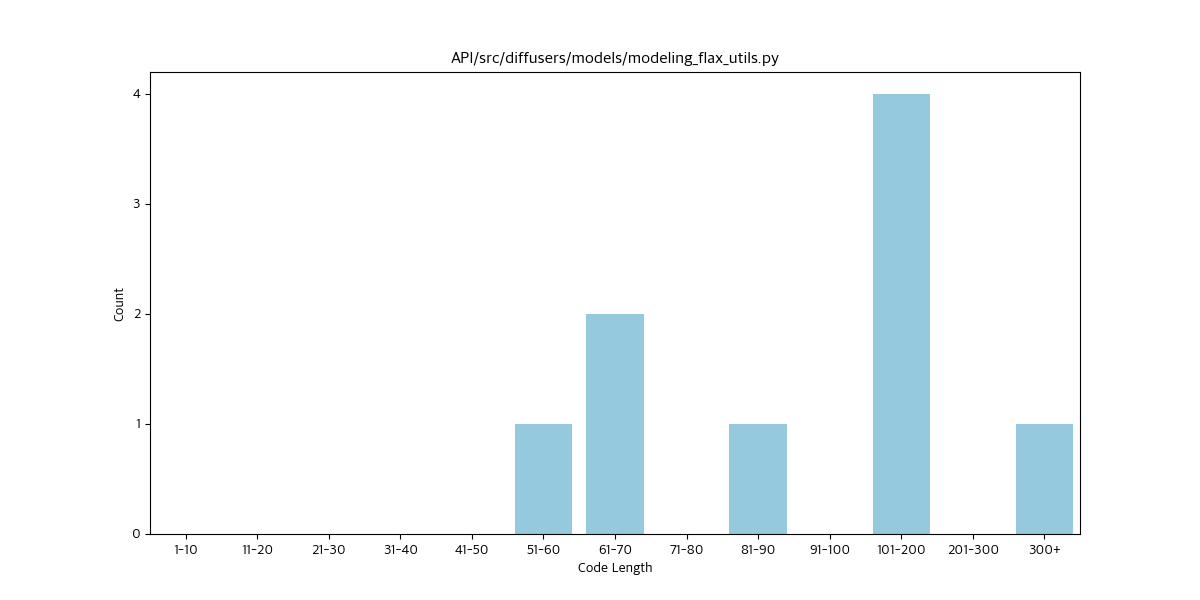 API/src/diffusers/models/modeling_flax_utils.py
4
3
2
1
0
Count
1-10 11-20 21-30 31-40 41-50 51-60 61-70 71-80 81-90 91-100 101-200 201-300 300+
Code Length